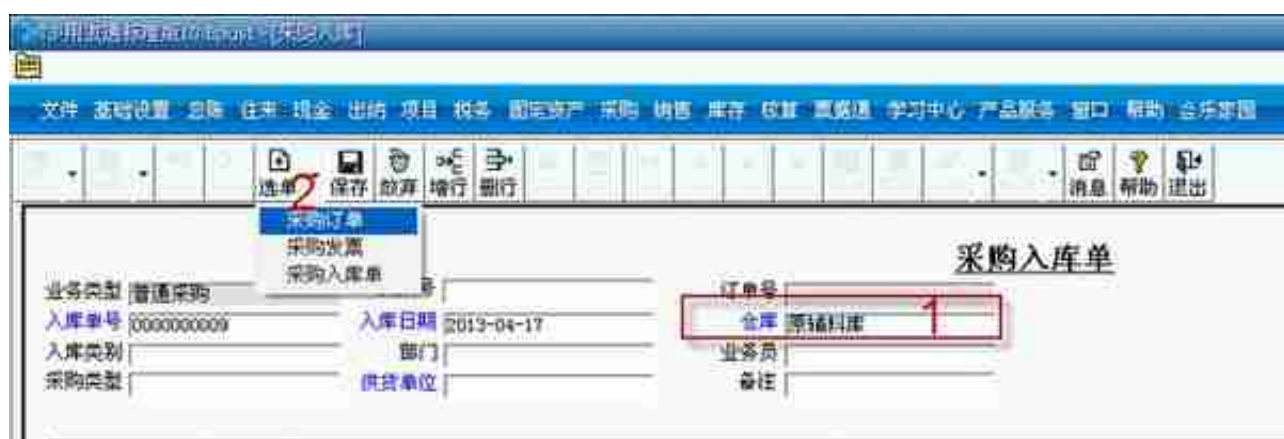 [采购入库]
文件 基础设置 总账 往来 现金 出纳 项目 税务 固定资产 采购 销售 库存 核算 票据通 学习中心 产品服务 窗口 帮助 会乐家园
选单 保存 放弃 增行 删行 消息 帮助 退出
2
采购订单
采购发票
采购入库单
采购入库单
业务类型 普通采购 号 订单号
入库单号 0000000009 入库日期 2013-04-17 仓库 原辅料库 1
入库类别 部门 业务员
采购类型 供货单位 备注